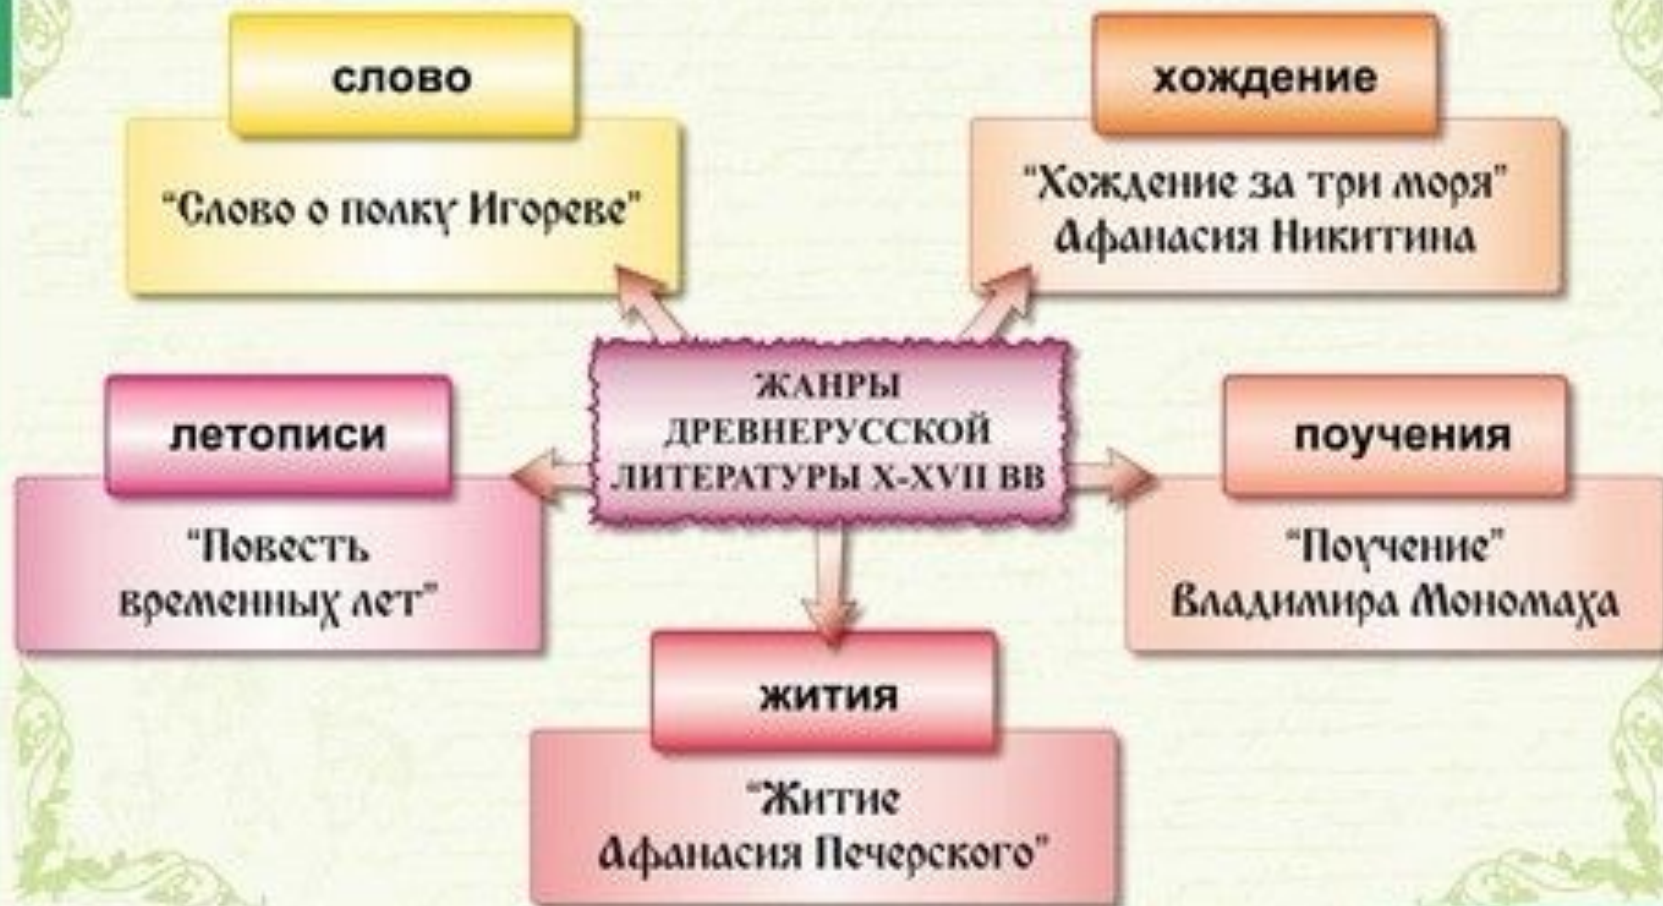 слово
"Слово о полку Игореве"
хождение
"Хождение за три моря"
Афанасия Никитина
ЖАНРЫ
ДРЕВНЕРУССКОЙ
ЛИТЕРАТУРЫ X-XVII ВВ
летописи
"Повесть
временных лет"
поучения
"Поучение"
Владимира Мономаха
жития
"Житие
Афанасия Печерского"